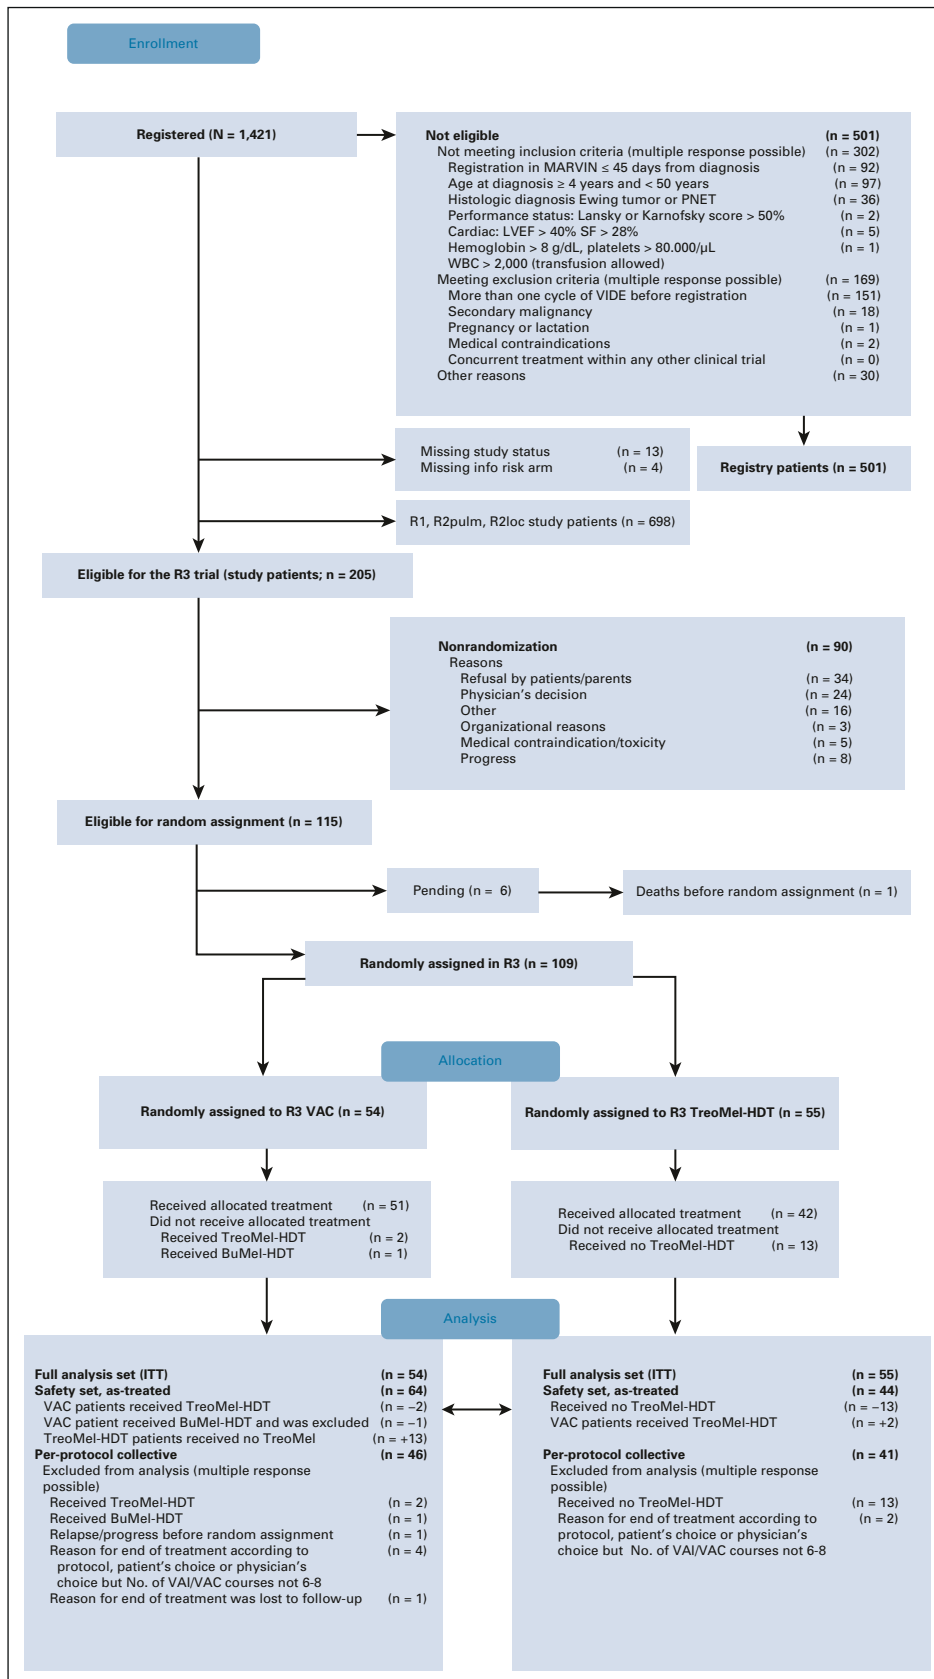 Enrollment
Registered (N = 1,421)
Not eligible (n = 501)
Not meeting inclusion criteria (multiple response possible) (n = 302)
Registration in MARVIN ≤ 45 days from diagnosis (n = 92)
Age at diagnosis ≥ 4 years and < 50 years (n = 97)
Histologic diagnosis Ewing tumor or PNET (n = 36)
Performance status: Lansky or Karnofsky score > 50% (n = 2)
Cardiac: LVEF > 40% SF > 28% (n = 5)
Hemoglobin > 8 g/dL, platelets > 80.000/µL (n = 1)
WBC > 2,000 (transfusion allowed)
Meeting exclusion criteria (multiple response possible) (n = 169)
More than one cycle of VIDE before registration (n = 151)
Secondary malignancy (n = 18)
Pregnancy or lactation (n = 1)
Medical contraindications (n = 2)
Concurrent treatment within any other clinical trial (n = 0)
Other reasons (n = 30)
Missing study status (n = 13)
Missing info risk arm (n = 4)
Registry patients (n = 501)
R1, R2pulm, R2loc study patients (n = 698)
Eligible for the R3 trial (study patients; n = 205)
Nonrandomization (n = 90)
Reasons
Refusal by patients/parents (n = 34)
Physician's decision (n = 24)
Other (n = 16)
Organizational reasons (n = 3)
Medical contraindication/toxicity (n = 5)
Progress (n = 8)
Eligible for random assignment (n = 115)
Pending (n = 6)
Deaths before random assignment (n = 1)
Randomly assigned in R3 (n = 109)
Allocation
Randomly assigned to R3 VAC (n = 54)
Randomly assigned to R3 TreoMel-HDT (n = 55)
Received allocated treatment (n = 51)
Did not receive allocated treatment
Received TreoMel-HDT (n = 2)
Received BuMel-HDT (n = 1)
Received allocated treatment (n = 42)
Did not receive allocated treatment
Received no TreoMel-HDT (n = 13)
Analysis
Full analysis set (ITT) (n = 54)
Safety set, as-treated (n = 64)
VAC patients received TreoMel-HDT (n = −2)
VAC patient received BuMel-HDT and was excluded (n = −1)
TreoMel-HDT patients received no TreoMel (n = +13)
Per-protocol collective (n = 46)
Excluded from analysis (multiple response
possible)
Received TreoMel-HDT (n = 2)
Received BuMel-HDT (n = 1)
Relapse/progress before random assignment (n = 1)
Reason for end of treatment according to (n = 4)
protocol, patient's choice or physician's
choice but No. of VAI/VAC courses not 6-8
Reason for end of treatment was lost to follow-up (n = 1)
Full analysis set (ITT) (n = 55)
Safety set, as-treated (n = 44)
Received no TreoMel-HDT (n = −13)
VAC patients received TreoMel-HDT (n = +2)
Per-protocol collective (n = 41)
Excluded from analysis (multiple response
possible)
Received no TreoMel-HDT (n = 13)
Reason for end of treatment according to (n = 2)
protocol, patient's choice or physician's
choice but No. of VAI/VAC courses not 6-8